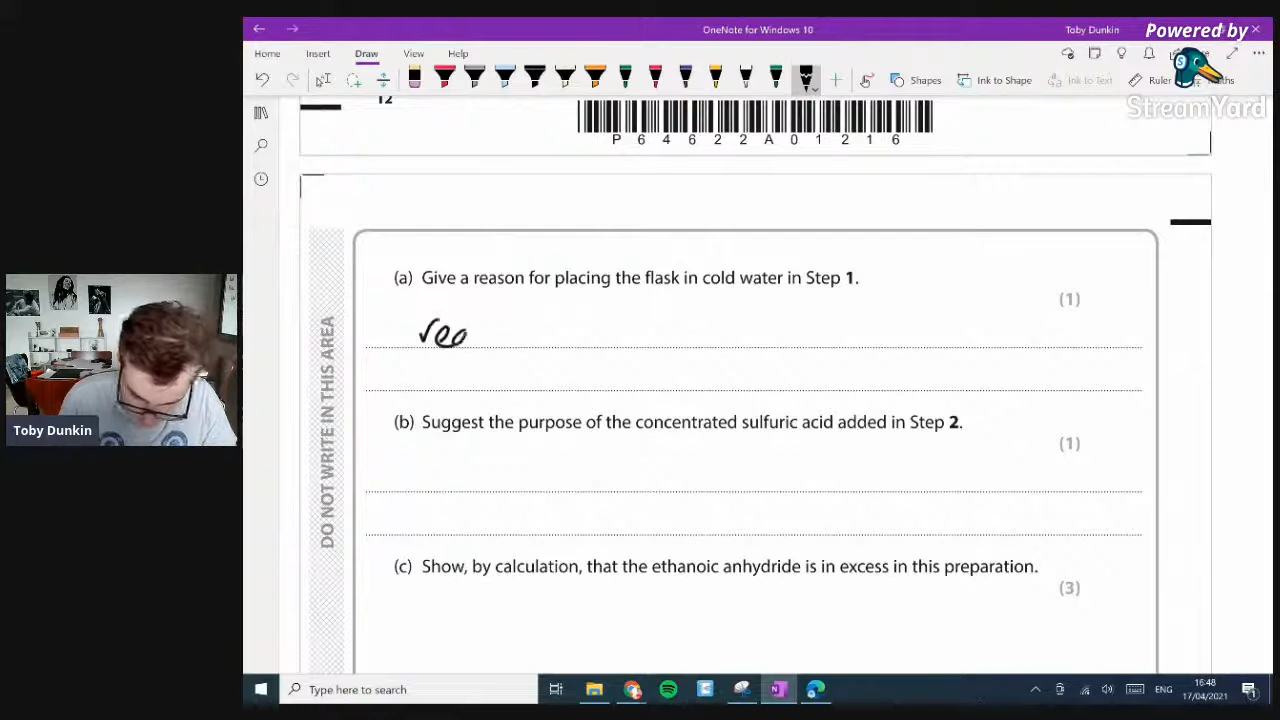 OneNote for Windows 10
Toby Dunkin
Powered by
StreamYard
Home
Insert
Draw
View
Help
Shapes
Ink to Shape
Ink to Text
Ruler
12
P 6 4 6 2 2 A 0 1 2 1 6
DO NOT WRITE IN THIS AREA
(a) Give a reason for placing the flask in cold water in Step 1.
(1)
rea
(b) Suggest the purpose of the concentrated sulfuric acid added in Step 2.
(1)
(c) Show, by calculation, that the ethanoic anhydride is in excess in this preparation.
(3)
Toby Dunkin
Type here to search
ENG
16:48
17/04/2021